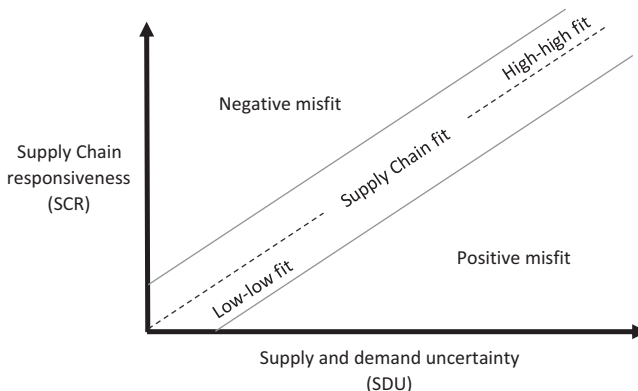 High-high fit
Negative misfit
Supply Chain fit
Supply Chain
responsiveness
(SCR)
Low-low fit
Positive misfit
Supply and demand uncertainty
(SDU)